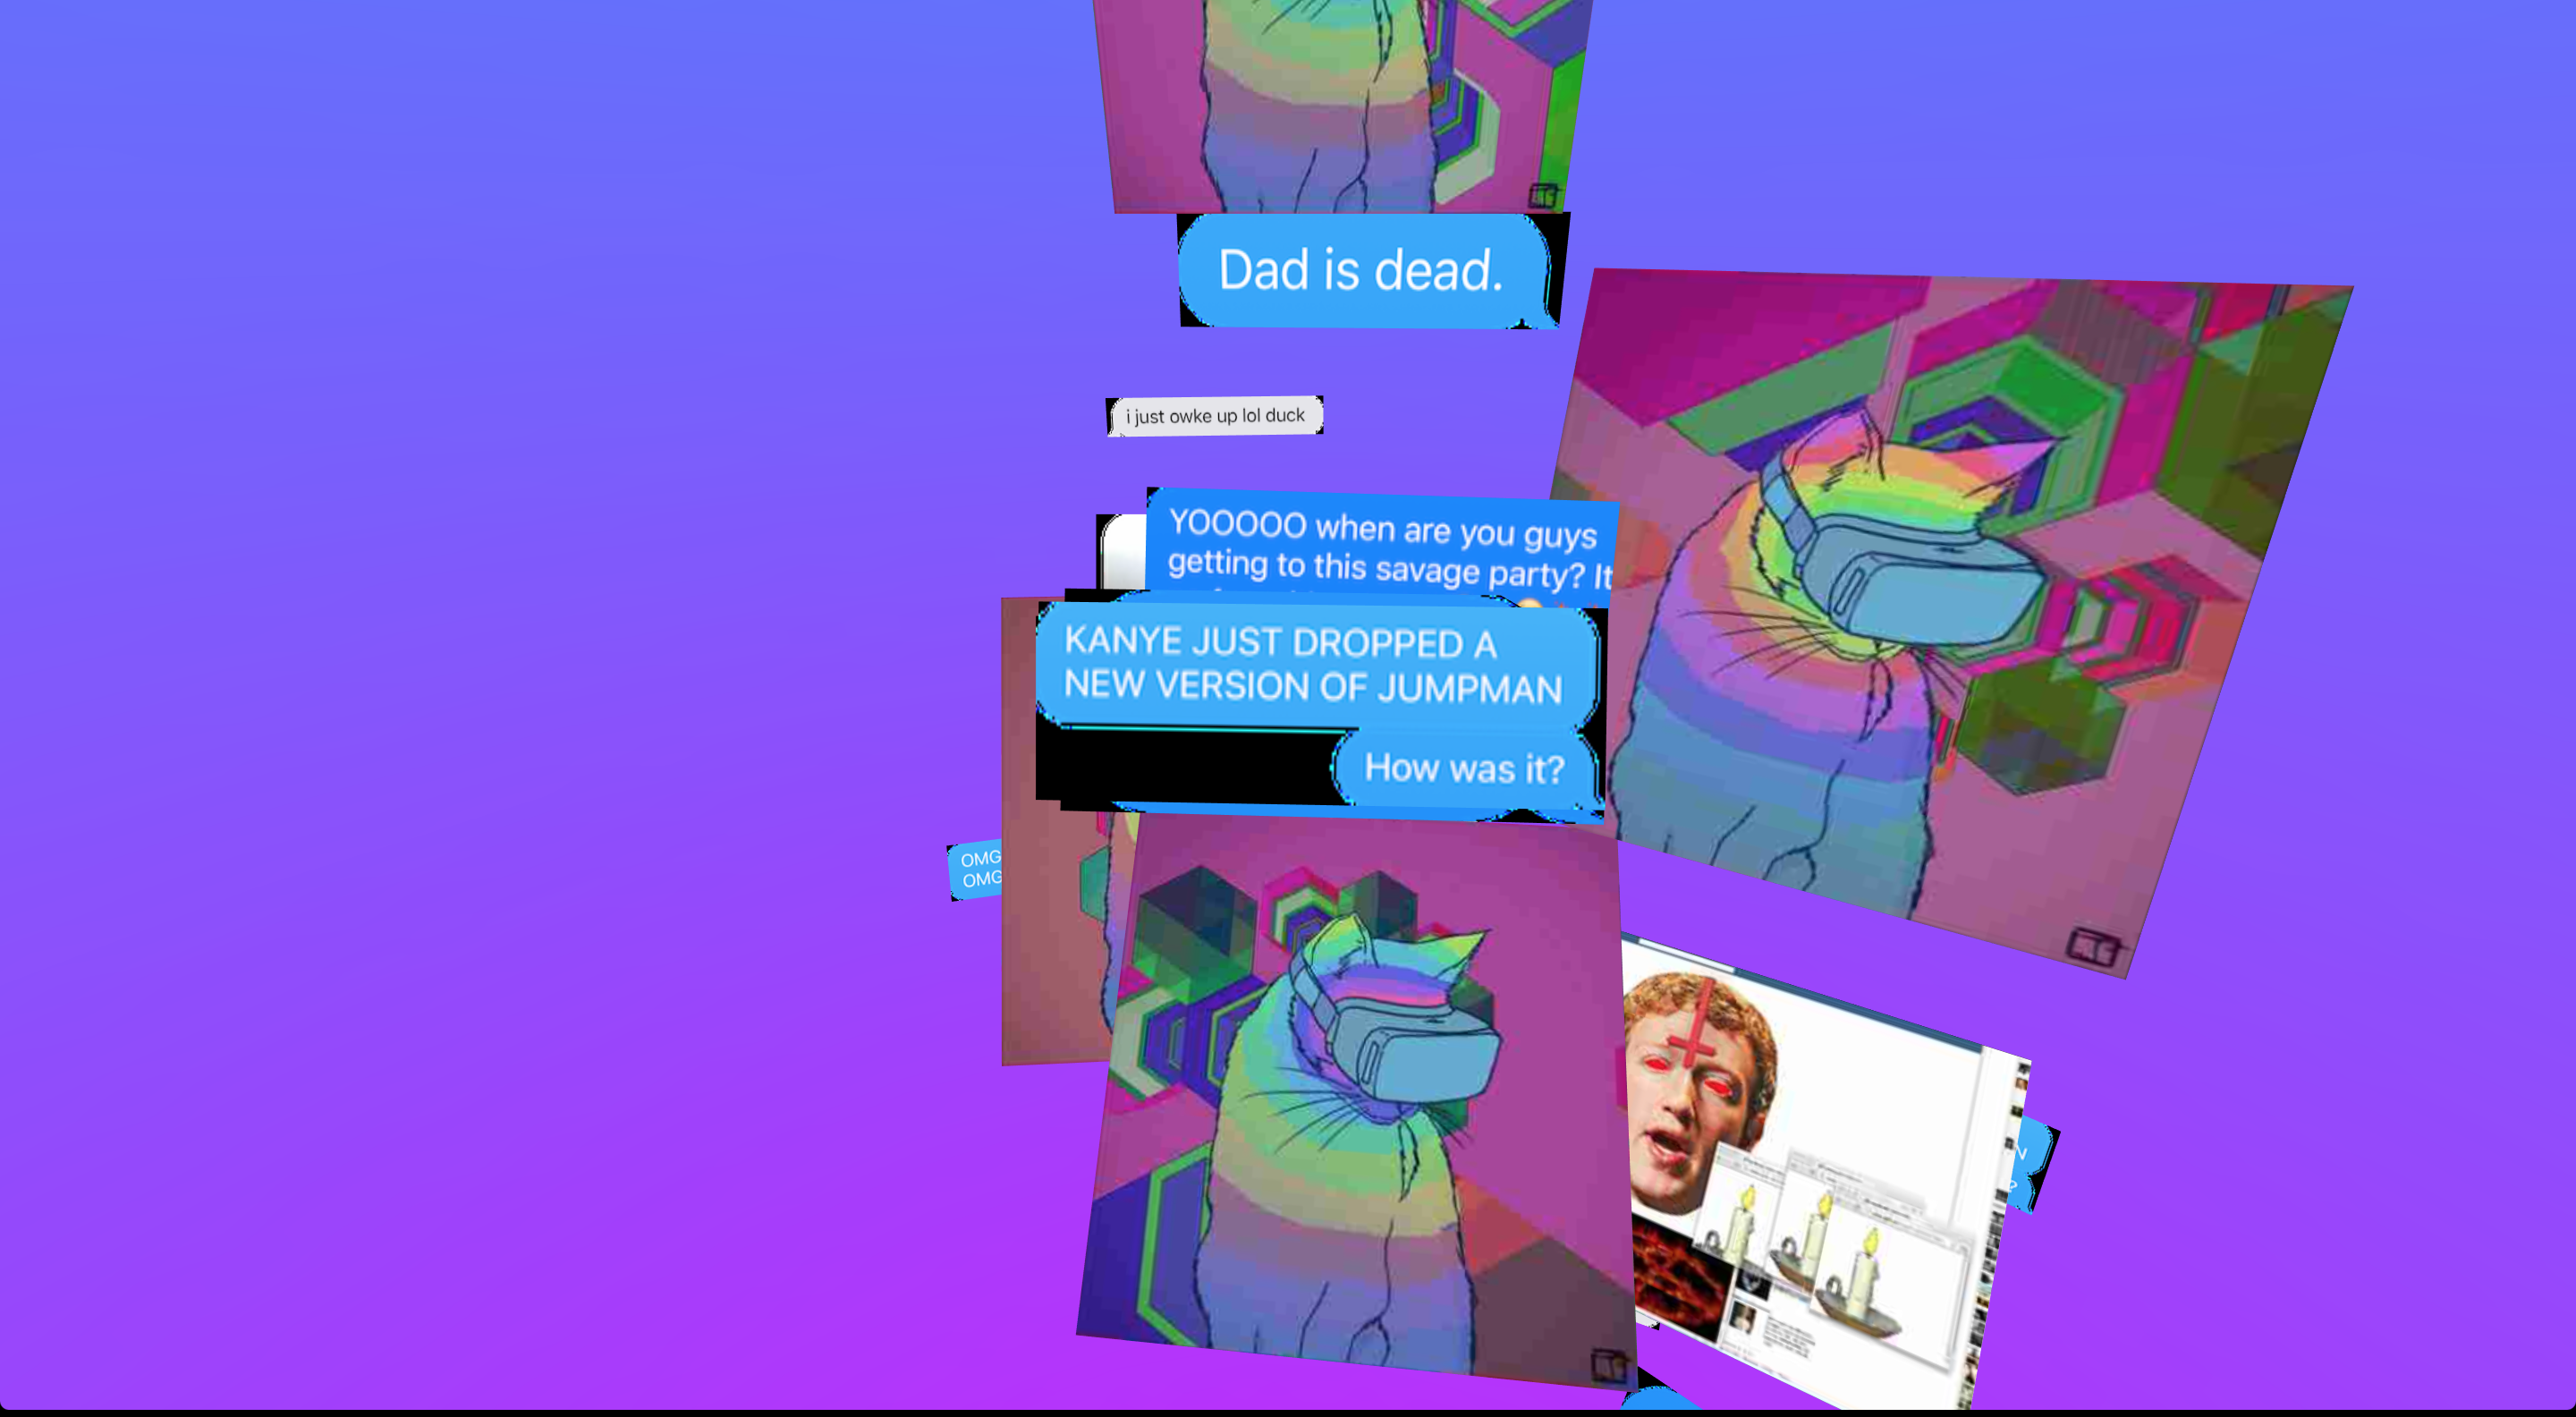 Dad is dead.
i just owke up lol duck
YOOOOO when are you guys
getting to this savage party? It
KANYE JUST DROPPED A
NEW VERSION OF JUMPMAN
How was it?
OMG
OMG
N
?